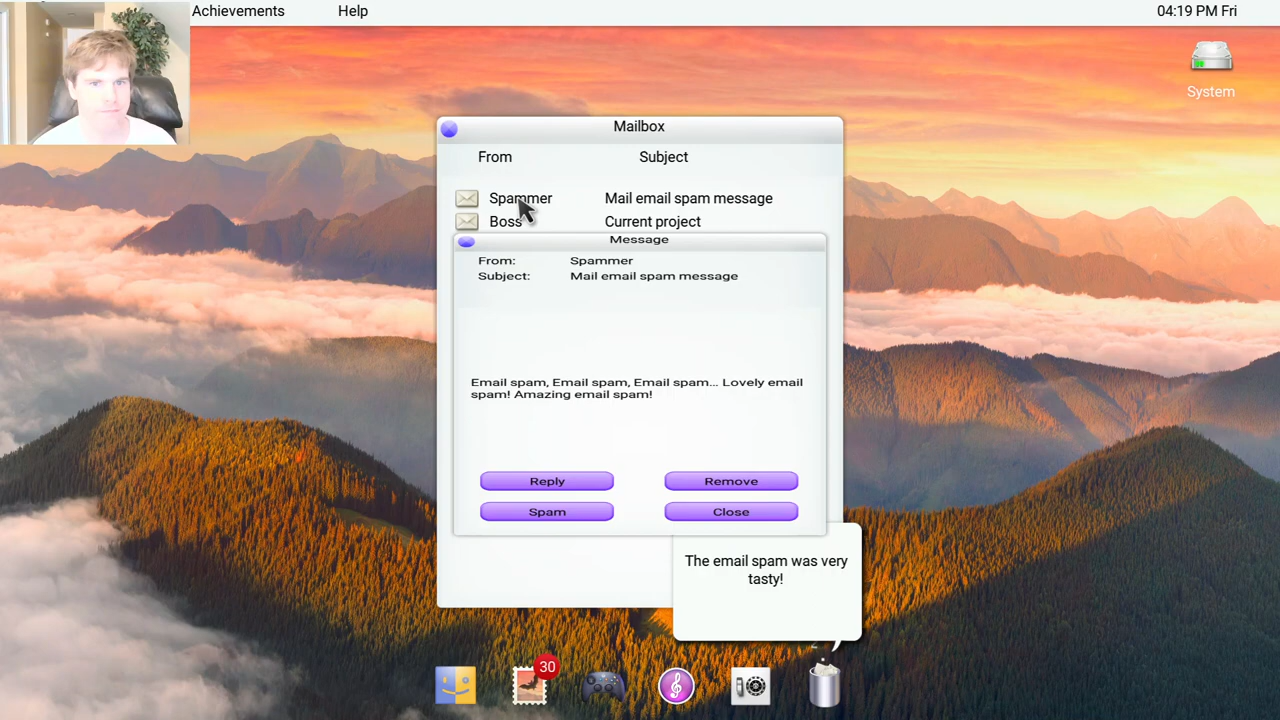 Achievements Help 04:19 PM Fri
System
Mailbox
From Subject
Spammer Mail email spam message
Boss Current project
Message
From: Spammer
Subject: Mail email spam message
Email spam, Email spam, Email spam... Lovely email
spam! Amazing email spam!
Reply Remove
Spam Close
The email spam was very
tasty!
30